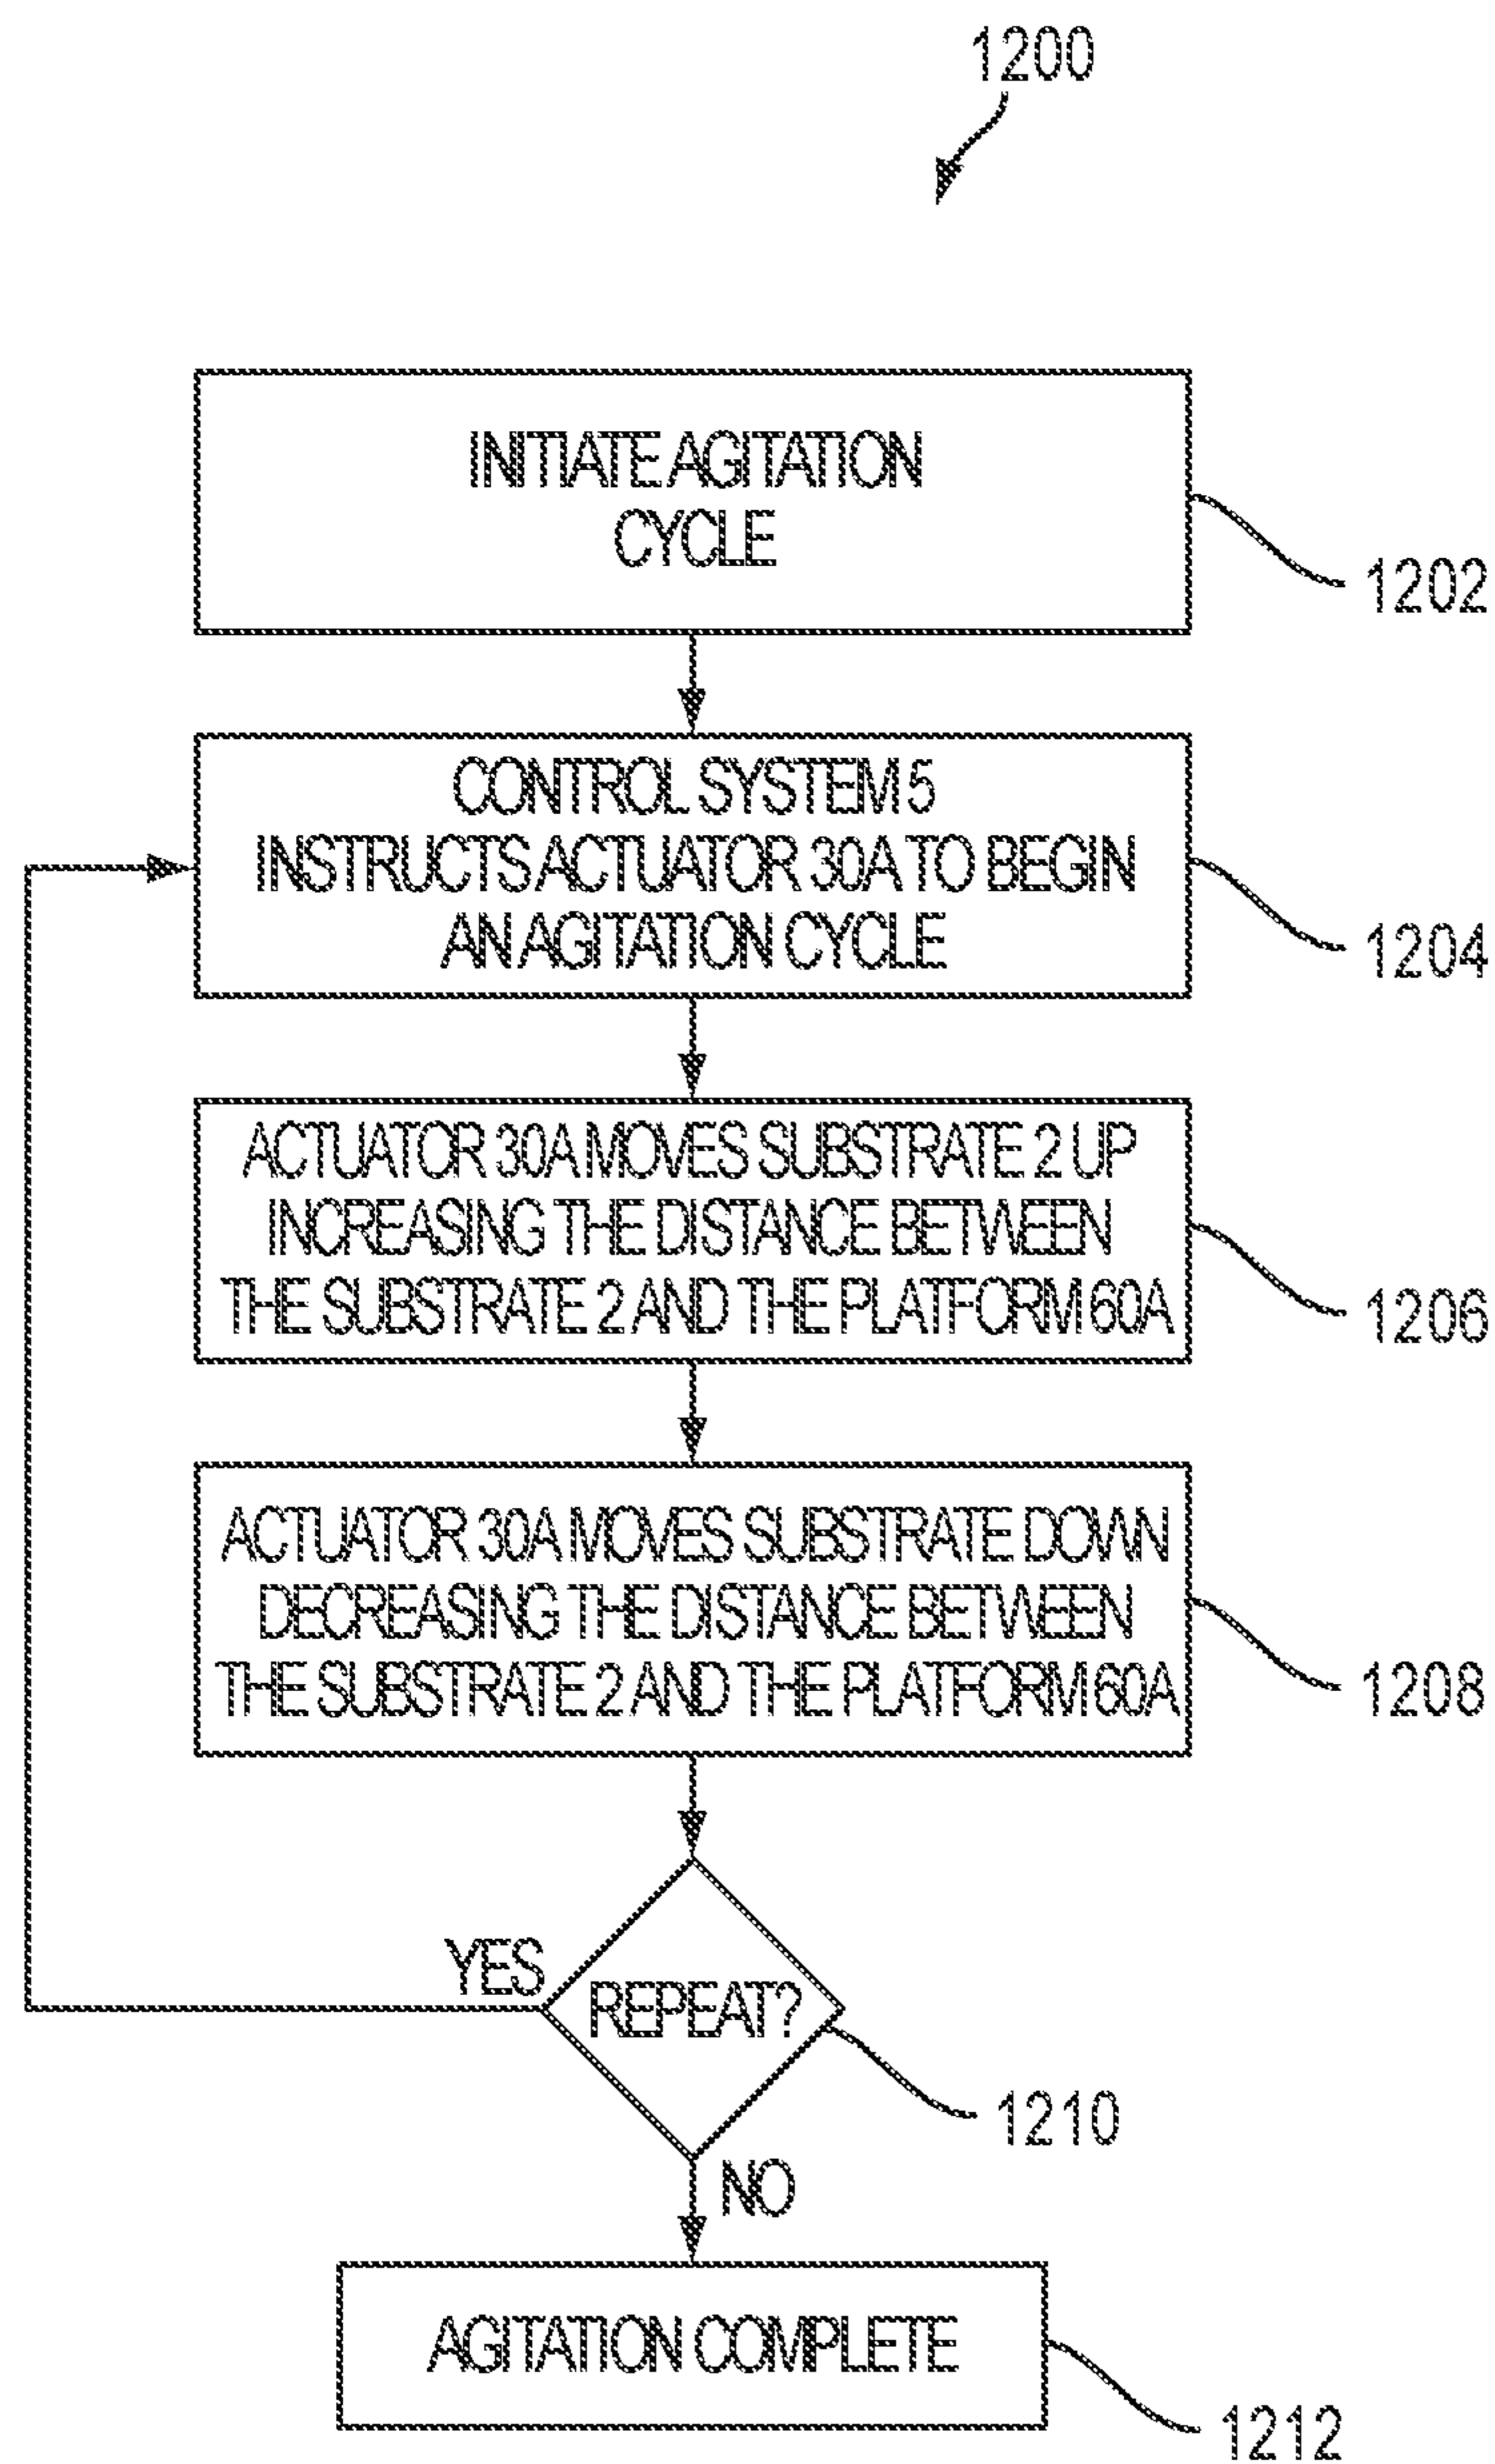 1200
INITIATE AGITATION
CYCLE
1202
CONTROL SYSTEM 5
INSTRUCTS ACTUATOR 30A TO BEGIN
AN AGITATION CYCLE
1204
ACTUATOR 30A MOVES SUBSTRATE 2 UP
INCREASING THE DISTANCE BETWEEN
THE SUBSTRATE 2 AND THE PLATFORM 60A
1206
ACTUATOR 30A MOVES SUBSTRATE DOWN
DECREASING THE DISTANCE BETWEEN
THE SUBSTRATE 2 AND THE PLATFORM 60A
1208
YES
REPEAT?
1210
NO
AGITATION COMPLETE
1212